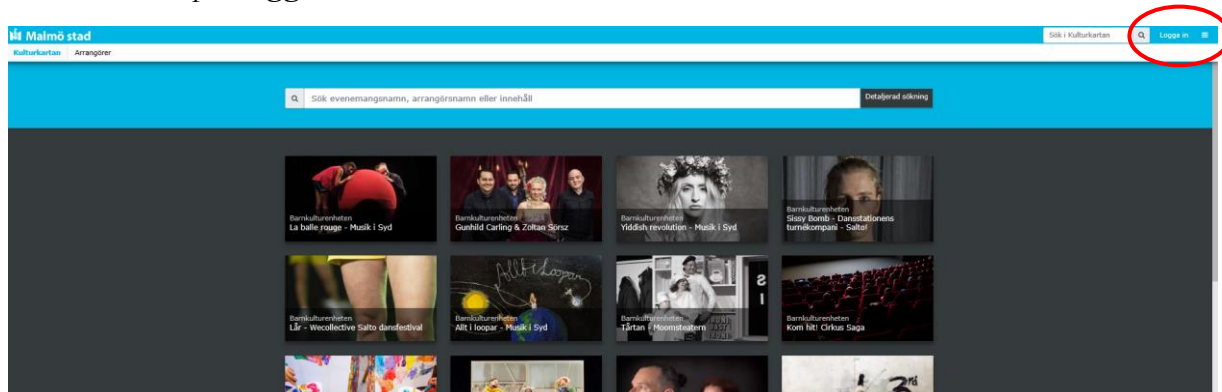 Malmö stad
Sök i Kulturkartan
Logga in
Kulturkartan Arrangörer
Sök evenemangsnamn, arrangörsnamn eller innehåll
Detaljerad sökning
Barnkulturenheten
La balle rouge - Musik i Syd
Barnkulturenheten
Gunhild Carling & Zoltan Sörsz
Barnkulturenheten
Yiddish revolution - Musik i Syd
Barnkulturenheten
Sissy Bomb - Dansstationens
turnékompani - Salto!
Barnkulturenheten
Lår - Wecollective Salto dansfestival
Allt i Loopar
Barnkulturenheten
Allt i loopar - Musik i Syd
Barnkulturenheten
Tårtan - Moomsteatern
Barnkulturenheten
Kom hit! Cirkus Saga